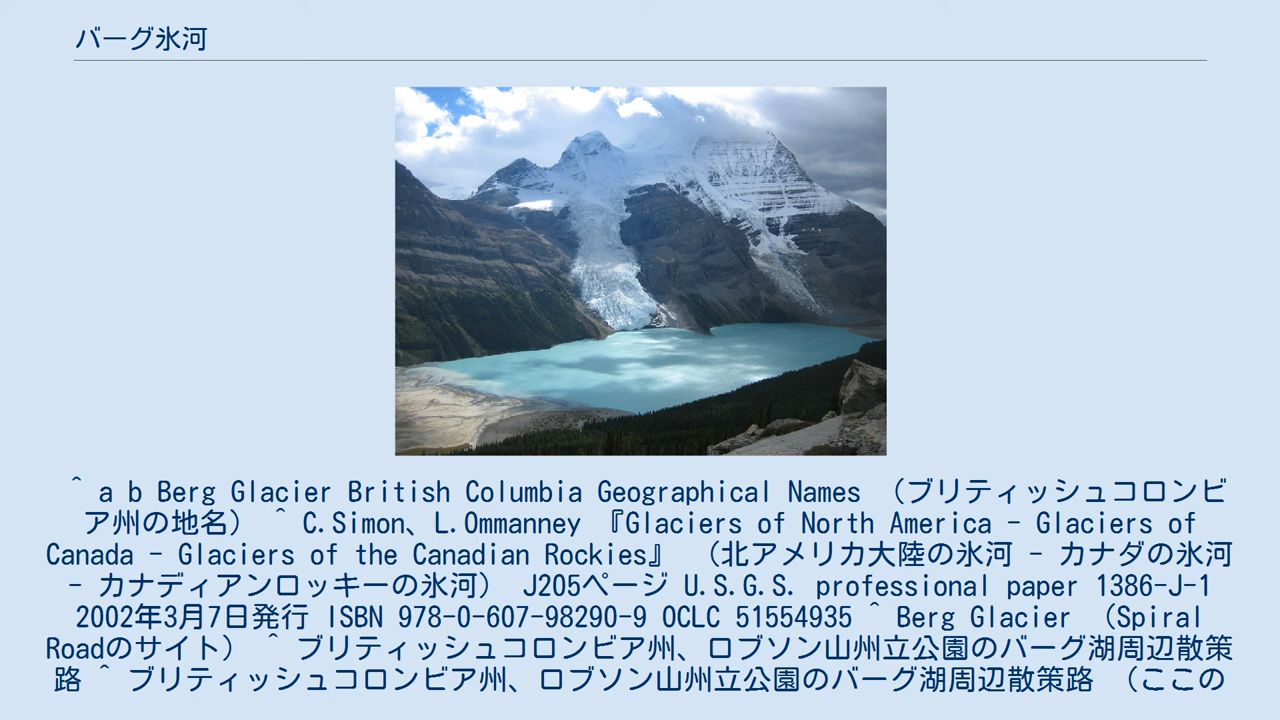 バーグ氷河
^ a b Berg Glacier British Columbia Geographical Names （ブリティッシュコロンビ
ア州の地名） ^ C.Simon、L.Ommanney 『Glaciers of North America - Glaciers of
Canada - Glaciers of the Canadian Rockies』 （北アメリカ大陸の氷河 - カナダの氷河
- カナディアンロッキーの氷河） J205ページ U.S.G.S. professional paper 1386-J-1
2002年3月7日発行 ISBN 978-0-607-98290-9 OCLC 51554935 ^ Berg Glacier （Spiral
Roadのサイト） ^ ブリティッシュコロンビア州、ロブソン山州立公園のバーグ湖周辺散策
路 ^ ブリティッシュコロンビア州、ロブソン山州立公園のバーグ湖周辺散策路 （ここの